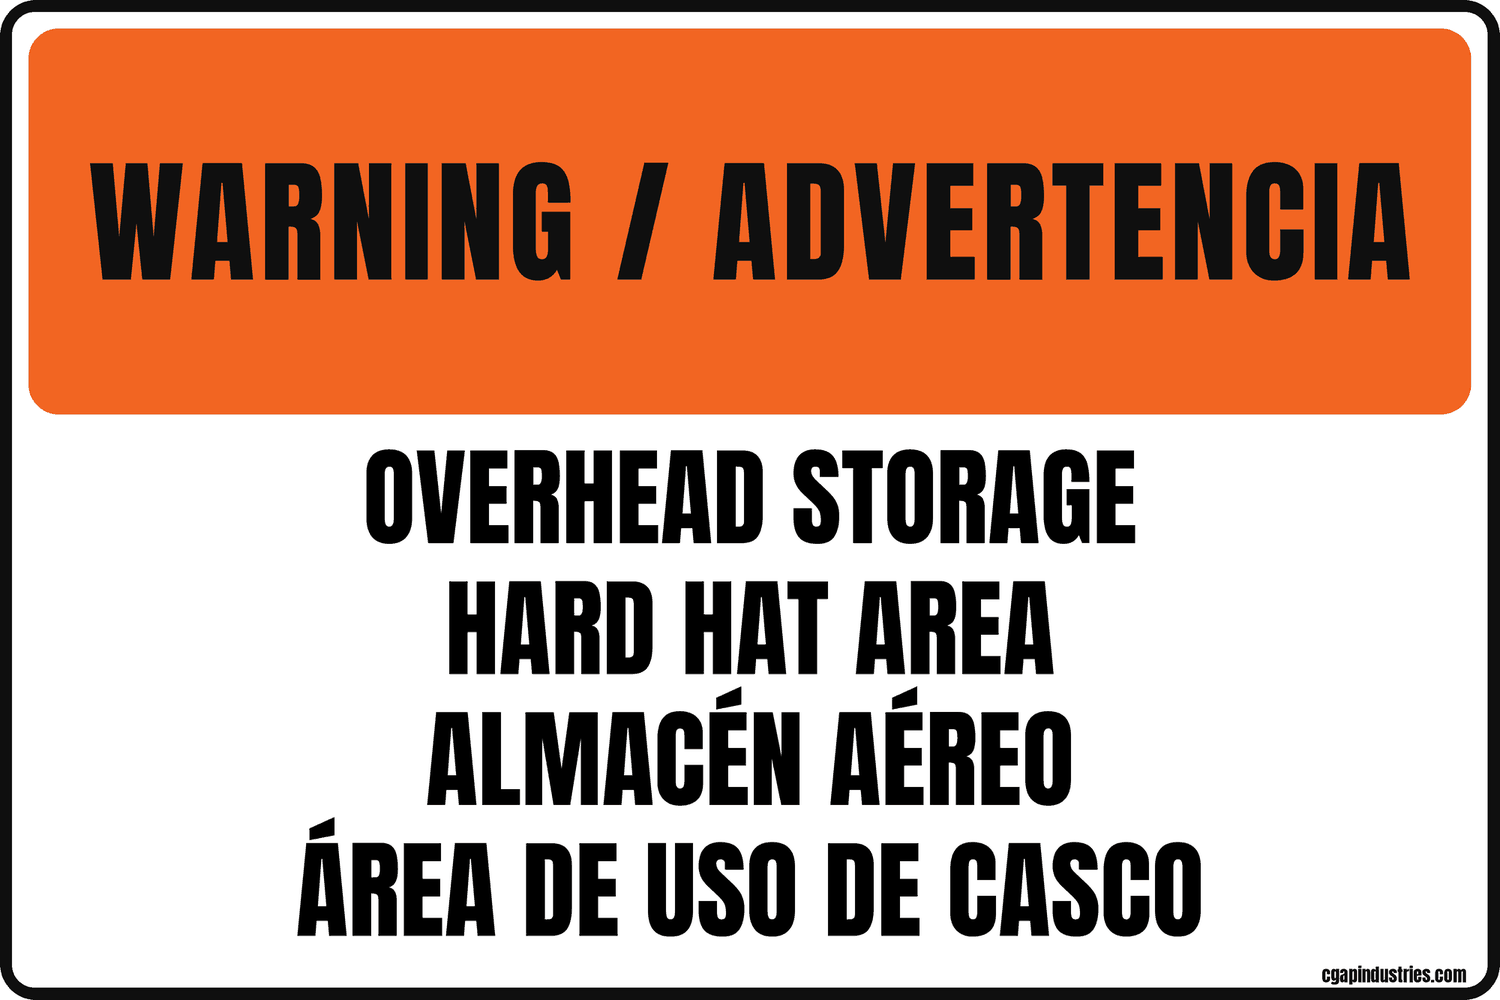 WARNING / ADVERTENCIA
OVERHEAD STORAGE
HARD HAT AREA
ALMACÉN AÉREO
ÁREA DE USO DE CASCO
cgapindustries.com